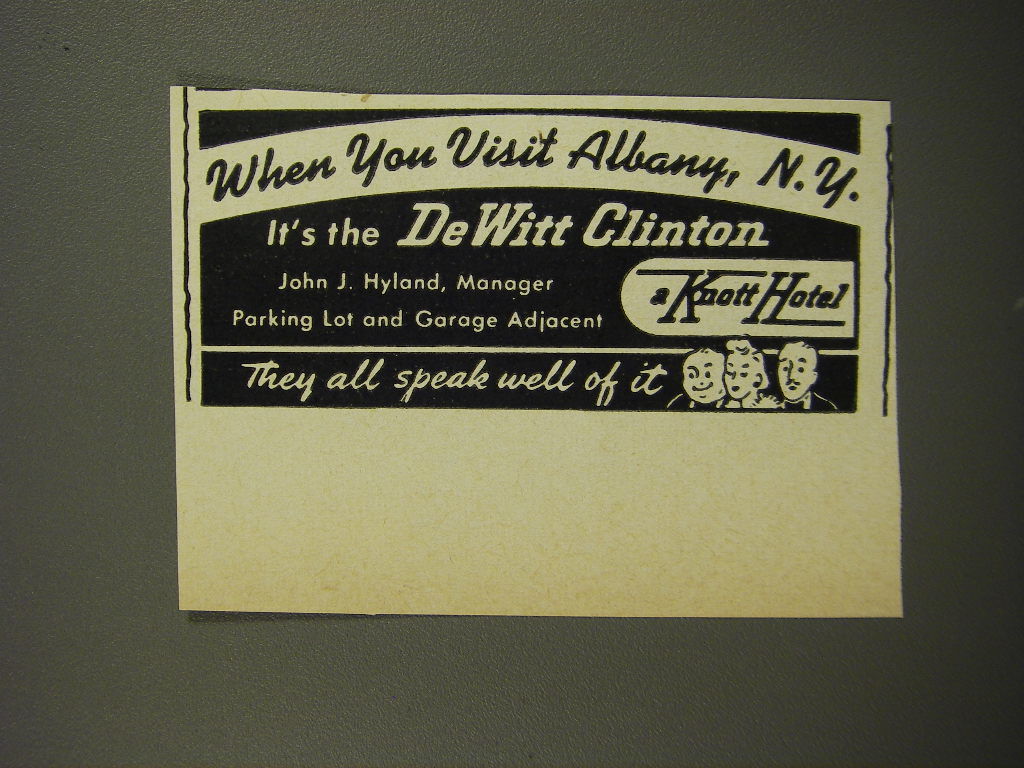 When You Visit Albany, N.Y.
It's the DeWitt Clinton
John J. Hyland, Manager
Parking Lot and Garage Adjacent
a Knott Hotel
They all speak well of it